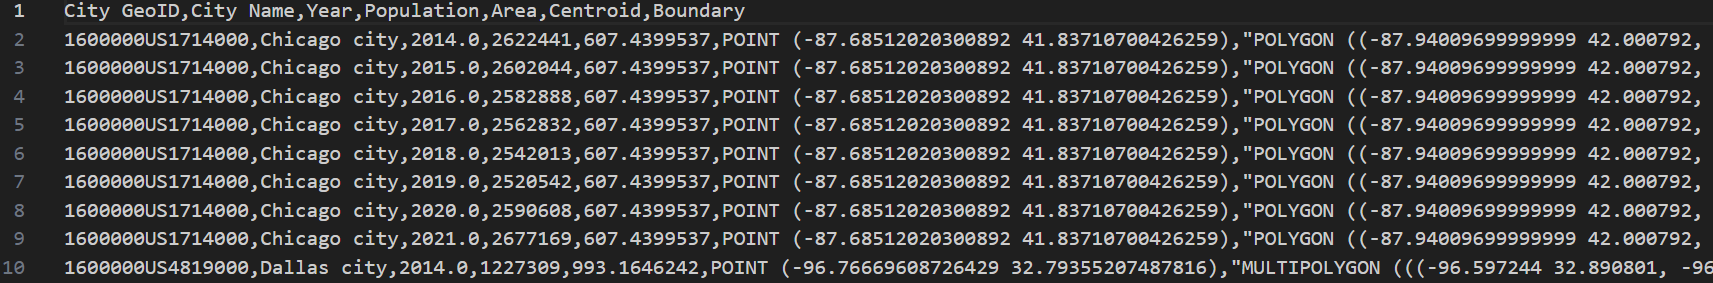 1 City GeoID,City Name,Year,Population,Area,Centroid,Boundary
2 1600000US1714000,Chicago city,2014.0,2622441,607.4399537,POINT (-87.68512020300892 41.83710700426259),"POLYGON ((-87.94009699999999 42.000792,
3 1600000US1714000,Chicago city,2015.0,2602044,607.4399537,POINT (-87.68512020300892 41.83710700426259),"POLYGON ((-87.94009699999999 42.000792,
4 1600000US1714000,Chicago city,2016.0,2582888,607.4399537,POINT (-87.68512020300892 41.83710700426259),"POLYGON ((-87.94009699999999 42.000792,
5 1600000US1714000,Chicago city,2017.0,2562832,607.4399537,POINT (-87.68512020300892 41.83710700426259),"POLYGON ((-87.94009699999999 42.000792,
6 1600000US1714000,Chicago city,2018.0,2542013,607.4399537,POINT (-87.68512020300892 41.83710700426259),"POLYGON ((-87.94009699999999 42.000792,
7 1600000US1714000,Chicago city,2019.0,2520542,607.4399537,POINT (-87.68512020300892 41.83710700426259),"POLYGON ((-87.94009699999999 42.000792,
8 1600000US1714000,Chicago city,2020.0,2590608,607.4399537,POINT (-87.68512020300892 41.83710700426259),"POLYGON ((-87.94009699999999 42.000792,
9 1600000US1714000,Chicago city,2021.0,2677169,607.4399537,POINT (-87.68512020300892 41.83710700426259),"POLYGON ((-87.94009699999999 42.000792,
10 1600000US4819000,Dallas city,2014.0,1227309,993.1646242,POINT (-96.76669608726429 32.79355207487816),"MULTIPOLYGON (((-96.597244 32.890801, -96